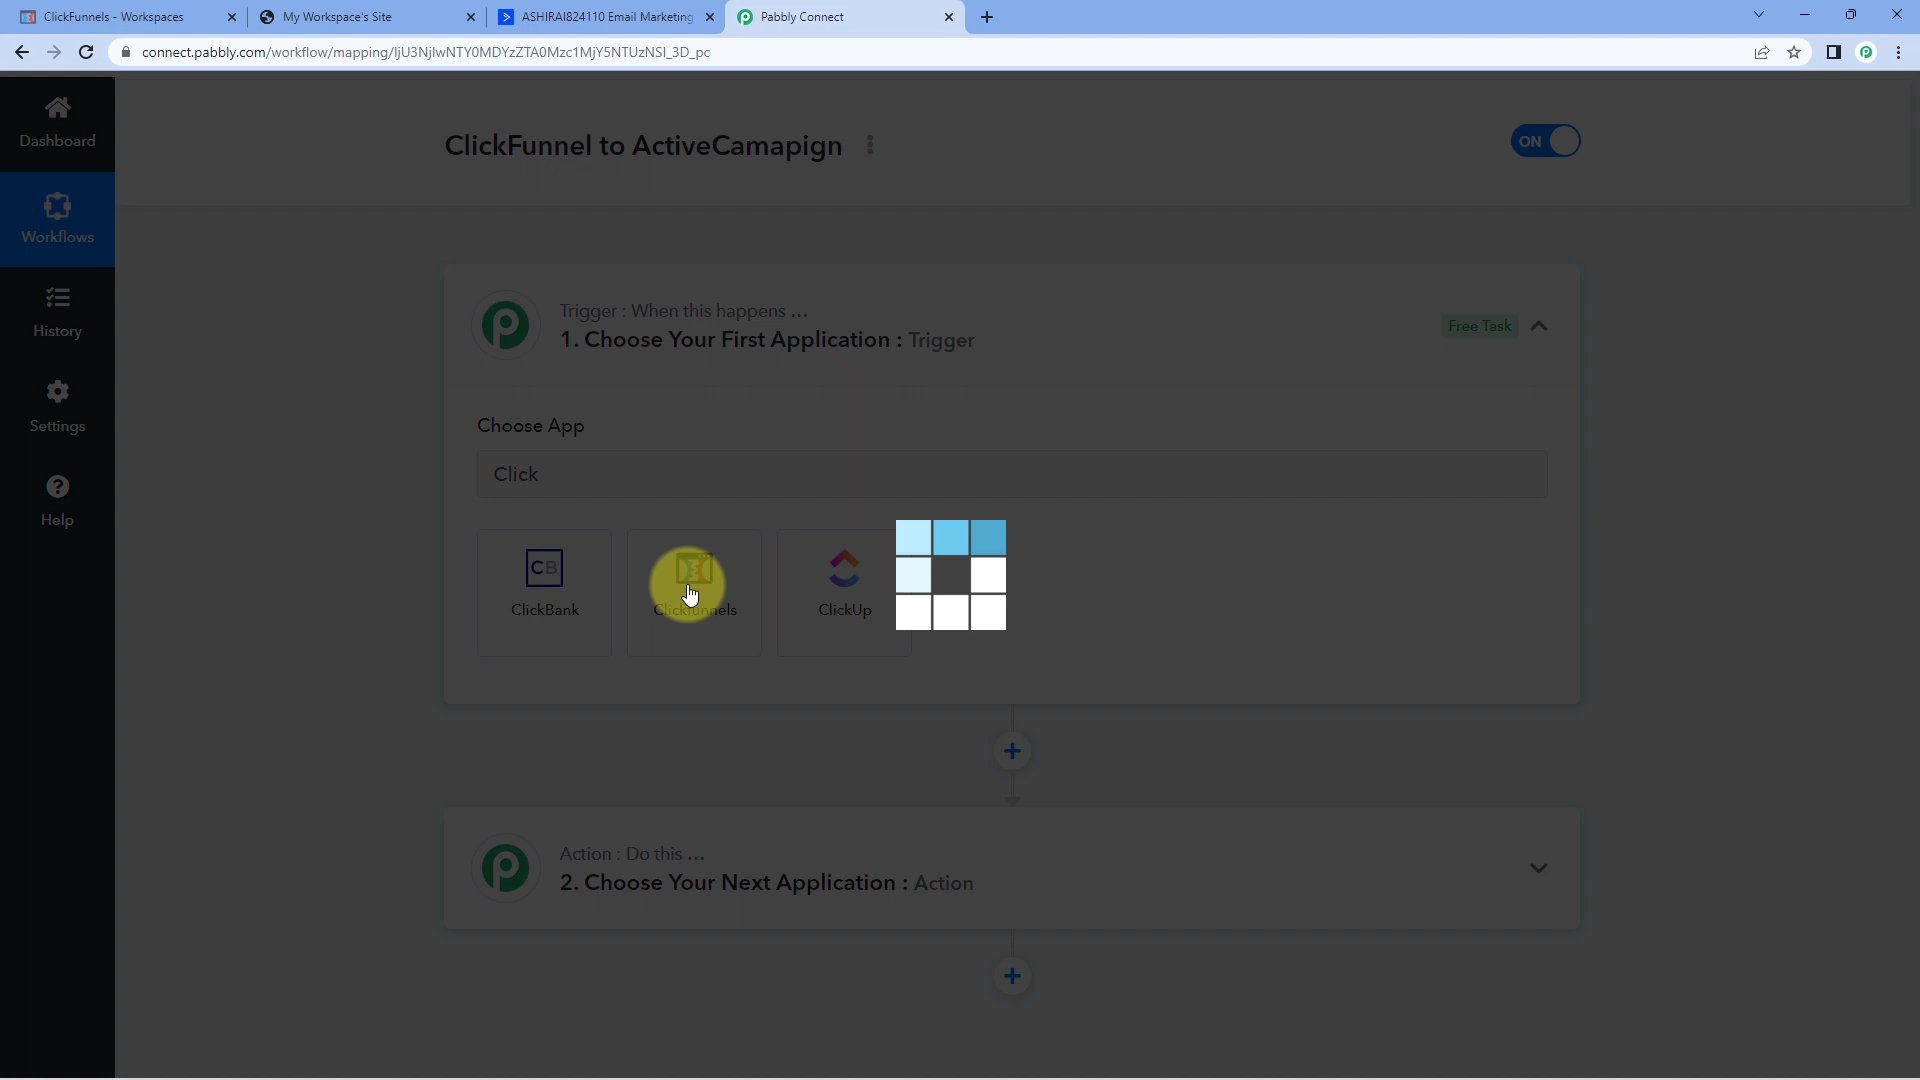 ClickFunnels - Workspaces
My Workspace's Site
ASHIRAI824110 Email Marketing
Pabbly Connect
connect.pabbly.com/workflow/mapping/IjU3NjIwNTY0MDYzZTA0Mzc1MjY5NTUzNSI_3D_pc
Dashboard
Workflows
History
Settings
Help
ClickFunnel to ActiveCamapign
ON
Trigger : When this happens ...
1. Choose Your First Application : Trigger
Free Task
Choose App
Click
CB
ClickBank
Clickfunnels
ClickUp
Action : Do this ...
2. Choose Your Next Application : Action